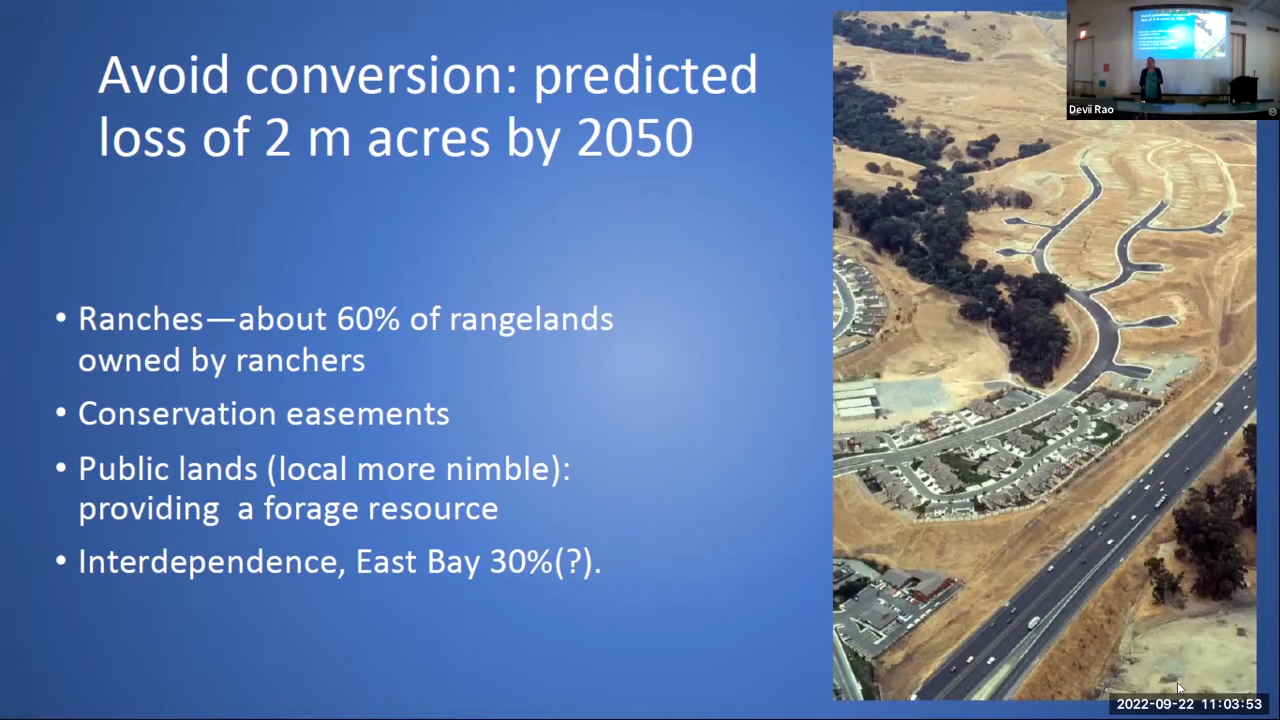 Avoid conversion: predicted
loss of 2 m acres by 2050
• Ranches—about 60% of rangelands
owned by ranchers
• Conservation easements
• Public lands (local more nimble):
providing  a forage resource
• Interdependence, East Bay 30%(?).
Devii Rao
2022-09-22 11:03:53